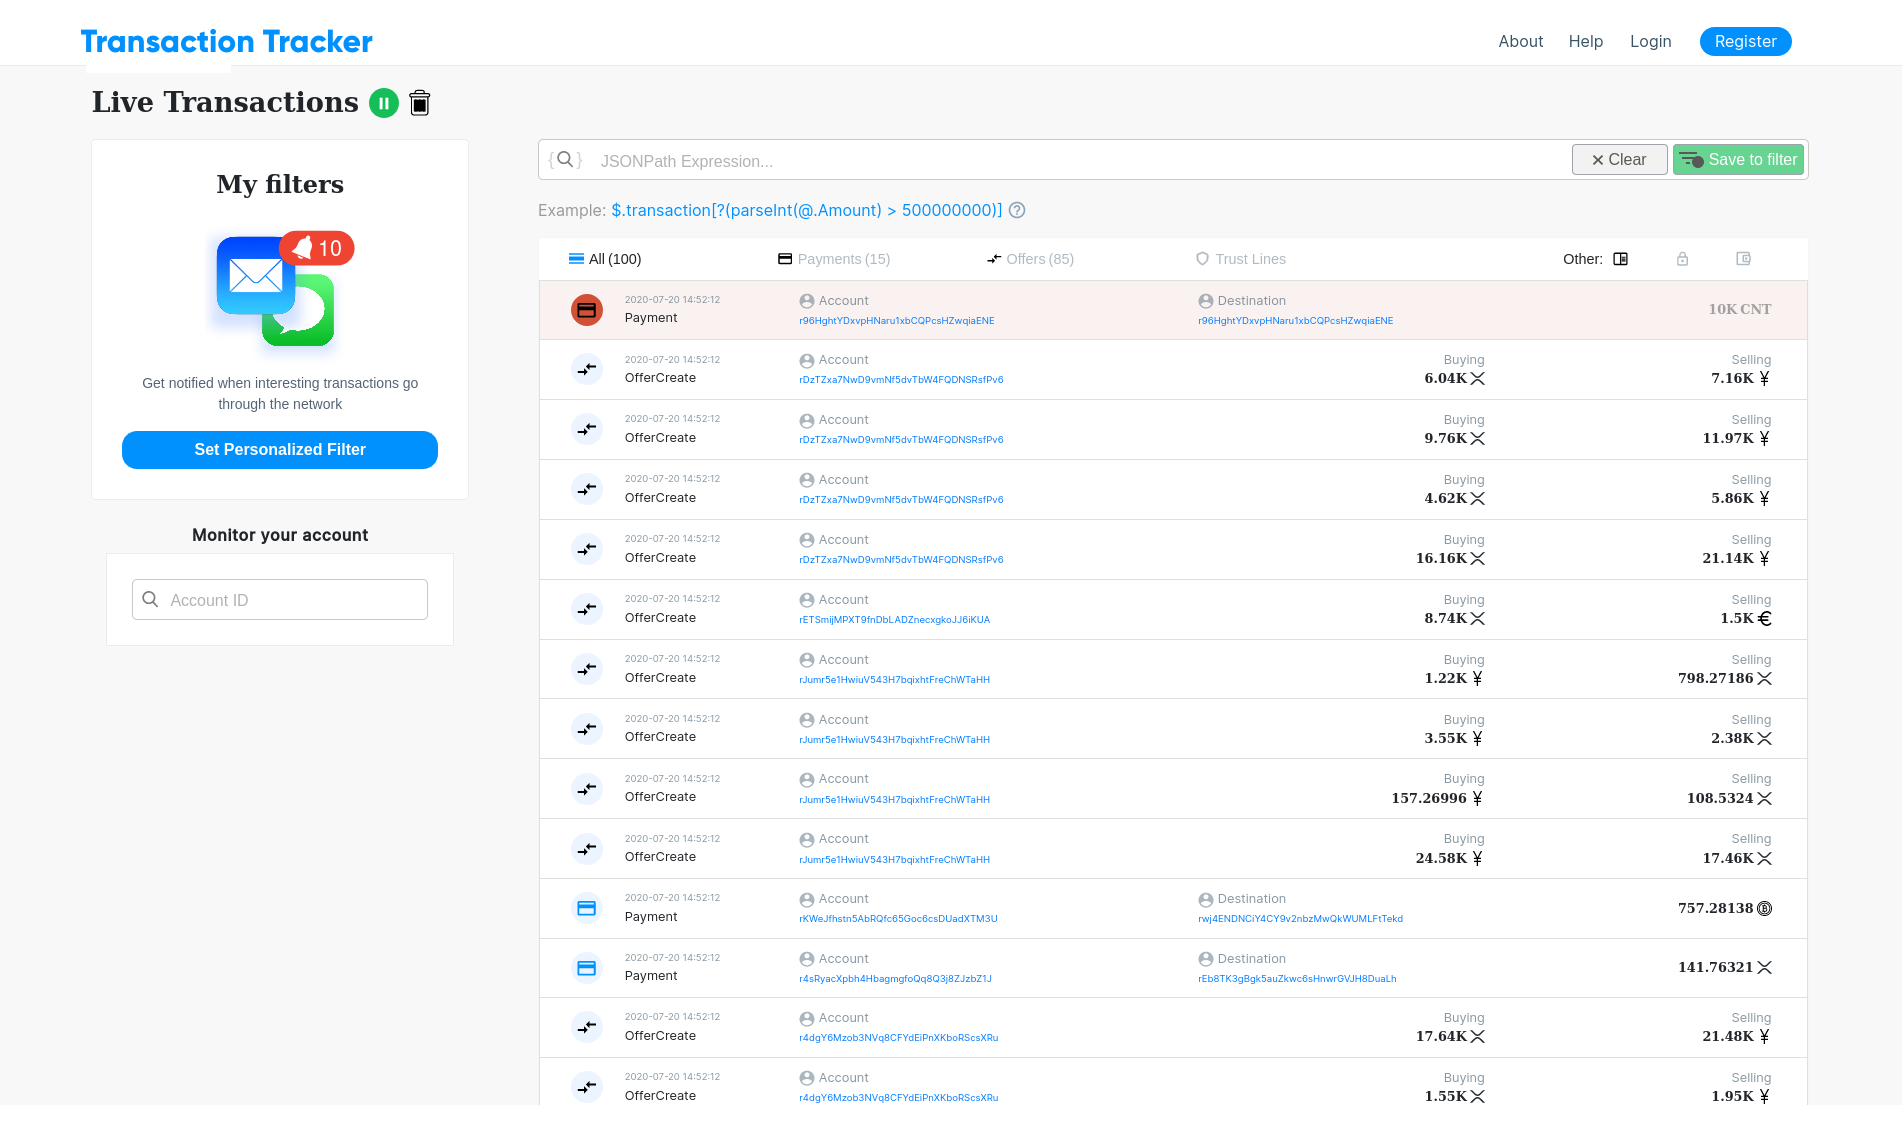 Transaction Tracker
About Help Login Register
Live Transactions
My filters
10
Get notified when interesting transactions go
through the network
Set Personalized Filter
Monitor your account
Account ID
{ } JSONPath Expression... Clear Save to filter
Example: $.transaction[?(parseInt(@.Amount) > 500000000)]
All (100) Payments (15) Offers (85) Trust Lines Other:
2020-07-20 14:52:12 Account Destination
Payment r96HghtYDxvpHNaru1xbCQPcsHZwqiaENE r96HghtYDxvpHNaru1xbCQPcsHZwqiaENE 10K CNT
2020-07-20 14:52:12 Account Buying Selling
OfferCreate rDzTZxa7NwD9vmNf5dvTbW4FQDNSRsfPv6 6.04K 7.16K ¥
2020-07-20 14:52:12 Account Buying Selling
OfferCreate rDzTZxa7NwD9vmNf5dvTbW4FQDNSRsfPv6 9.76K 11.97K ¥
2020-07-20 14:52:12 Account Buying Selling
OfferCreate rDzTZxa7NwD9vmNf5dvTbW4FQDNSRsfPv6 4.62K 5.86K ¥
2020-07-20 14:52:12 Account Buying Selling
OfferCreate rDzTZxa7NwD9vmNf5dvTbW4FQDNSRsfPv6 16.16K 21.14K ¥
2020-07-20 14:52:12 Account Buying Selling
OfferCreate rETSmijMPXT9fnDbLADZnecxgkoJJ6iKUA 8.74K 1.5K €
2020-07-20 14:52:12 Account Buying Selling
OfferCreate rJumr5e1HwiuV543H7bqixhtFreChWTaHH 1.22K ¥ 798.27186
2020-07-20 14:52:12 Account Buying Selling
OfferCreate rJumr5e1HwiuV543H7bqixhtFreChWTaHH 3.55K ¥ 2.38K
2020-07-20 14:52:12 Account Buying Selling
OfferCreate rJumr5e1HwiuV543H7bqixhtFreChWTaHH 157.26996 ¥ 108.5324
2020-07-20 14:52:12 Account Buying Selling
OfferCreate rJumr5e1HwiuV543H7bqixhtFreChWTaHH 24.58K ¥ 17.46K
2020-07-20 14:52:12 Account Destination
Payment rKWeJfhstn5AbRQfc65Goc6csDUadXTM3U rwj4ENDNCiY4CY9v2nbzMwQkWUMLFtTekd 757.28138
2020-07-20 14:52:12 Account Destination
Payment r4sRyacXpbh4HbagmgfoQq8Q3j8ZJzbZ1J rEb8TK3gBgk5auZkwc6sHnwrGVJH8DuaLh 141.76321
2020-07-20 14:52:12 Account Buying Selling
OfferCreate r4dgY6Mzob3NVq8CFYdEiPnXKboRScsXRu 17.64K 21.48K ¥
2020-07-20 14:52:12 Account Buying Selling
OfferCreate r4dgY6Mzob3NVq8CFYdEiPnXKboRScsXRu 1.55K 1.95K ¥